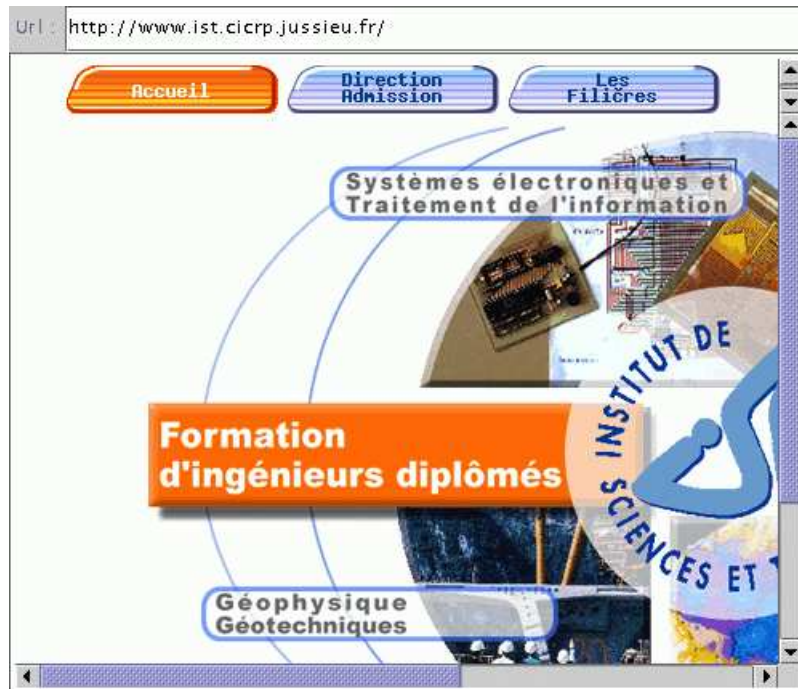 Url :
http://www.ist.cicrp.jussieu.fr/
Accueil
Direction
Admission
Les
Filičres
Systèmes électroniques et
Traitement de l'information
INSTITUT DE
SCIENCES ET
Formation
d'ingénieurs diplômés
Géophysique
Géotechniques